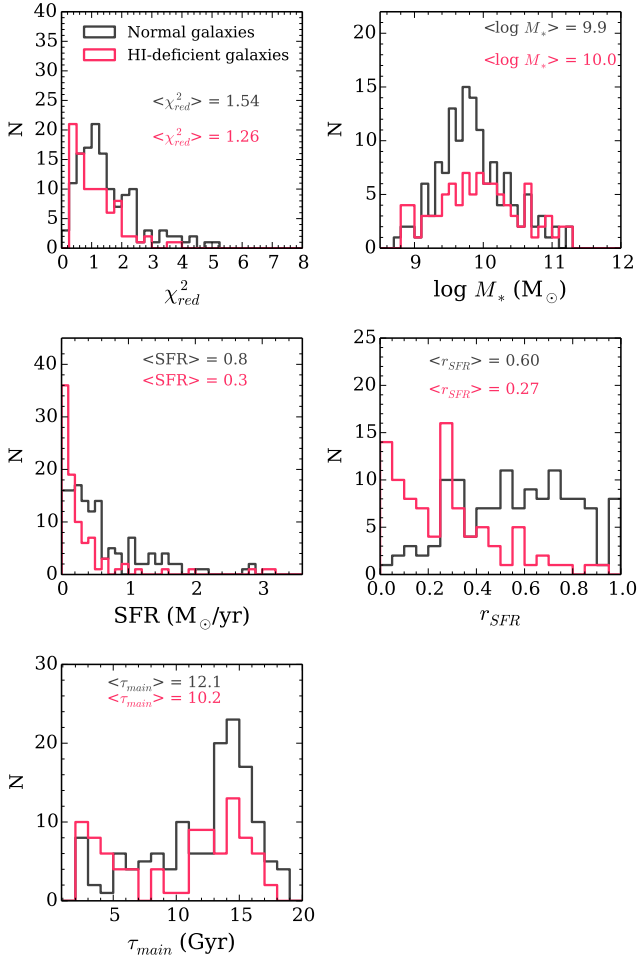 40
35
30
25
20
15
10
5
0
N
Normal galaxies
HI-deficient galaxies
<χ²red> = 1.54
<χ²red> = 1.26
0 1 2 3 4 5 6 7 8
χ²red
20
15
10
5
0
N
<log M*> = 9.9
<log M*> = 10.0
9 10 11 12
log M* (M⊙)
40
30
20
10
0
N
<SFR> = 0.8
<SFR> = 0.3
0 1 2 3
SFR (M⊙/yr)
25
20
15
10
5
0
N
<rSFR> = 0.60
<rSFR> = 0.27
0.0 0.2 0.4 0.6 0.8 1.0
rSFR
30
20
10
0
N
<τmain> = 12.1
<τmain> = 10.2
5 10 15 20
τmain (Gyr)